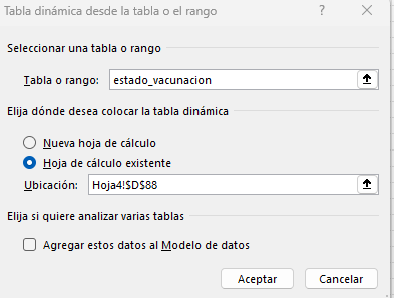 Tabla dinámica desde la tabla o el rango ? ×
Seleccionar una tabla o rango
Tabla o rango: estado_vacunacion
Elija dónde desea colocar la tabla dinámica
Nueva hoja de cálculo
Hoja de cálculo existente
Ubicación: Hoja4!$D$88
Elija si quiere analizar varias tablas
Agregar estos datos al Modelo de datos
Aceptar Cancelar